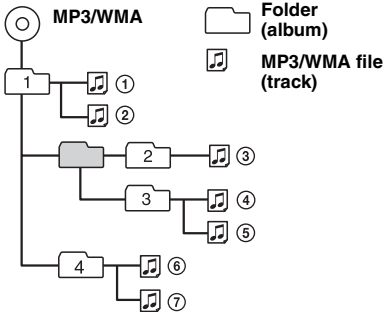 MP3/WMA
Folder
(album)
MP3/WMA file
(track)
1
①
②
2
③
3
④
⑤
4
⑥
⑦